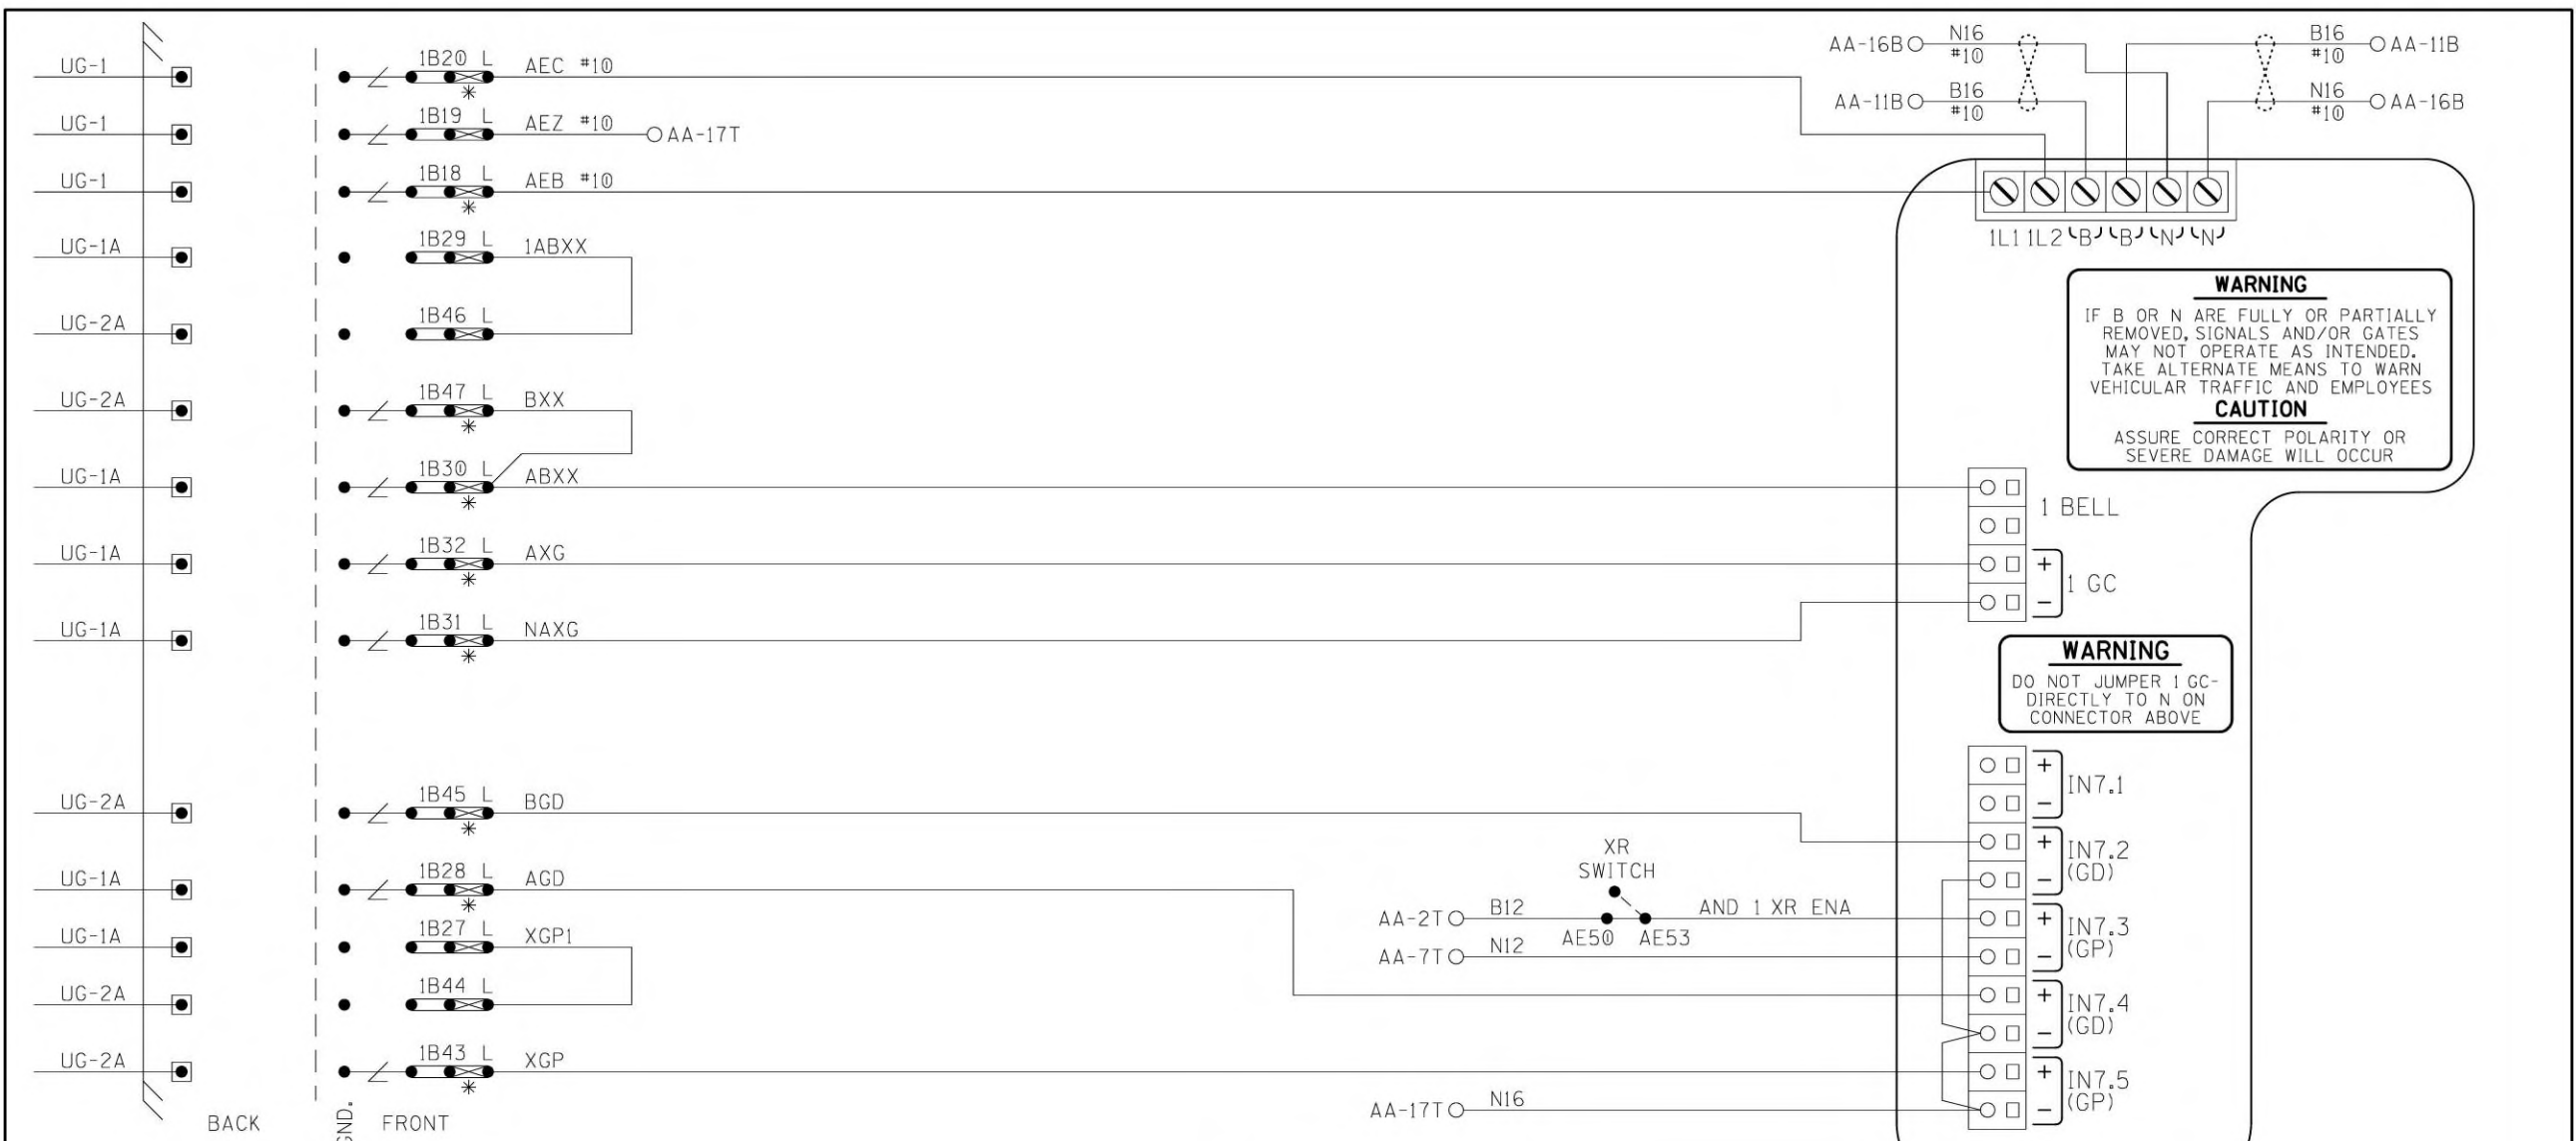 UG-1
1B20 L
AEC #10
UG-1
1B19 L
AEZ #10
AA-17T
UG-1
1B18 L
AEB #10
UG-1A
1B29 L
1ABXX
UG-2A
1B46 L
UG-2A
1B47 L
BXX
UG-1A
1B30 L
ABXX
UG-1A
1B32 L
AXG
UG-1A
1B31 L
NAXG
UG-2A
1B45 L
BGD
UG-1A
1B28 L
AGD
UG-1A
1B27 L
XGP1
UG-2A
1B44 L
UG-2A
1B43 L
XGP
BACK
GND.
FRONT
AA-16B
N16
#10
AA-11B
B16
#10
B16
#10
AA-11B
N16
#10
AA-16B
1L1 1L2 B B N N
WARNING
IF B OR N ARE FULLY OR PARTIALLY
REMOVED, SIGNALS AND/OR GATES
MAY NOT OPERATE AS INTENDED.
TAKE ALTERNATE MEANS TO WARN
VEHICULAR TRAFFIC AND EMPLOYEES
CAUTION
ASSURE CORRECT POLARITY OR
SEVERE DAMAGE WILL OCCUR
1 BELL
+
1 GC
-
WARNING
DO NOT JUMPER 1 GC-
DIRECTLY TO N ON
CONNECTOR ABOVE
+
IN7.1
-
+
IN7.2
(GD)
-
XR
SWITCH
AA-2T
B12
AE50
AE53
AND 1 XR ENA
AA-7T
N12
+
IN7.3
(GP)
-
+
IN7.4
(GD)
-
+
IN7.5
(GP)
-
AA-17T
N16